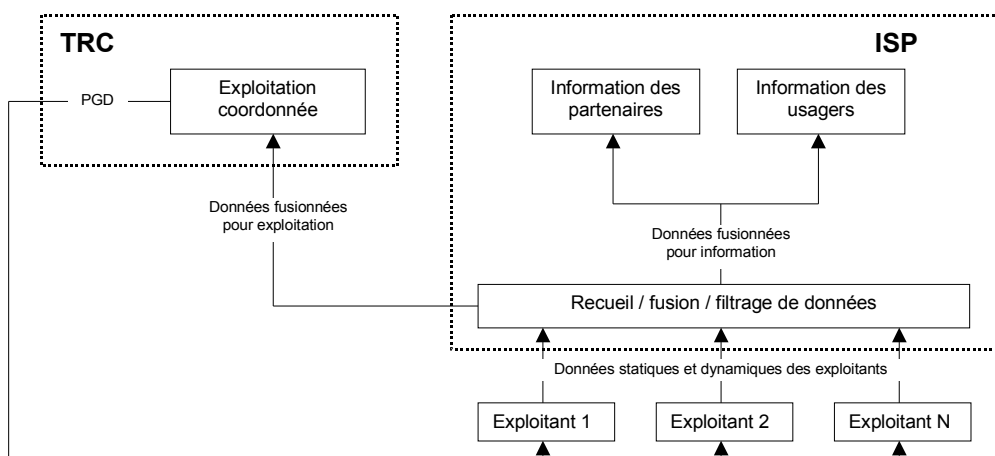 TRC
ISP
PGD
Exploitation
coordonnée
Information des
partenaires
Information des
usagers
Données fusionnées
pour exploitation
Données fusionnées
pour information
Recueil / fusion / filtrage de données
Données statiques et dynamiques des exploitants
Exploitant 1
Exploitant 2
Exploitant N